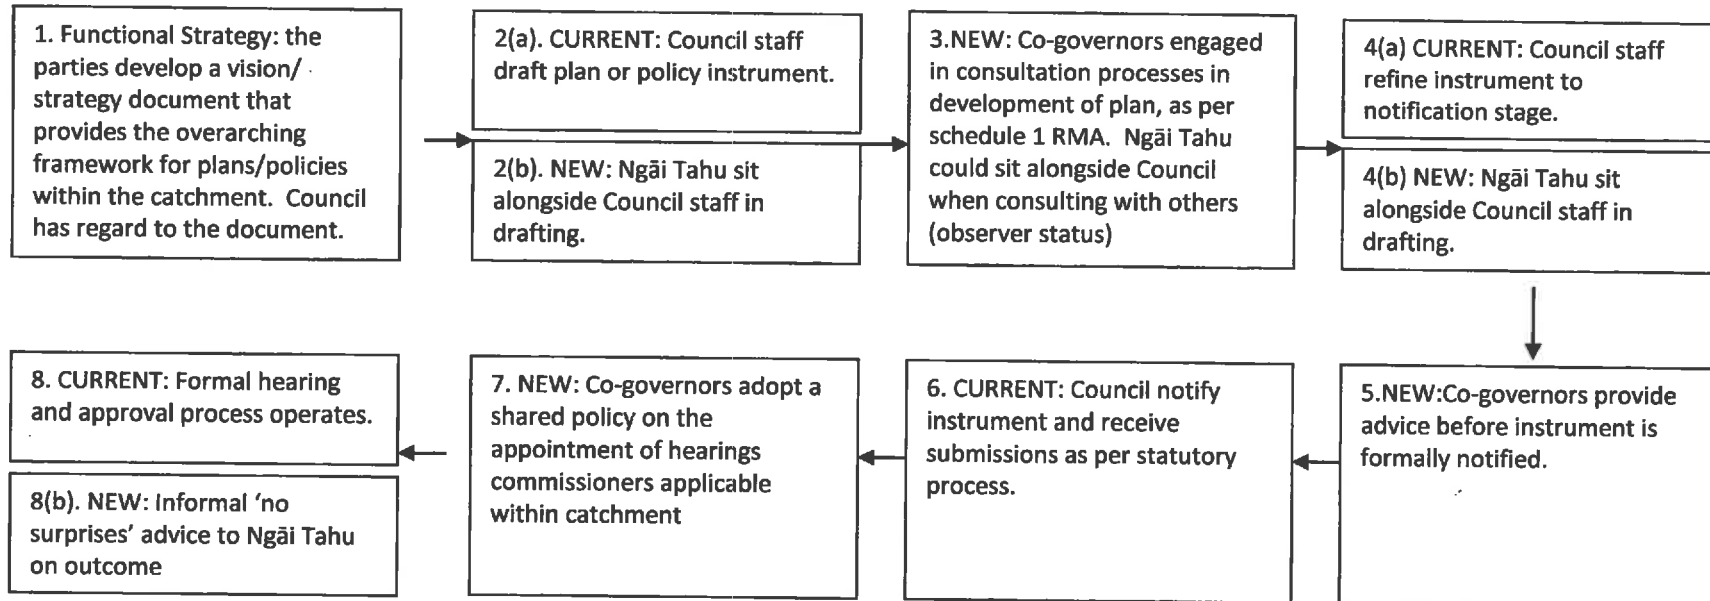 1. Functional Strategy: the
parties develop a vision/
strategy document that
provides the overarching
framework for plans/policies
within the catchment. Council
has regard to the document.
2(a). CURRENT: Council staff
draft plan or policy instrument.
2(b). NEW: Ngāi Tahu sit
alongside Council staff in
drafting.
3.NEW: Co-governors engaged
in consultation processes in
development of plan, as per
schedule 1 RMA. Ngāi Tahu
could sit alongside Council
when consulting with others
(observer status)
4(a) CURRENT: Council staff
refine instrument to
notification stage.
4(b) NEW: Ngāi Tahu sit
alongside Council staff in
drafting.
5.NEW:Co-governors provide
advice before instrument is
formally notified.
6. CURRENT: Council notify
instrument and receive
submissions as per statutory
process.
7. NEW: Co-governors adopt a
shared policy on the
appointment of hearings
commissioners applicable
within catchment
8. CURRENT: Formal hearing
and approval process operates.
8(b). NEW: Informal ‘no
surprises’ advice to Ngāi Tahu
on outcome